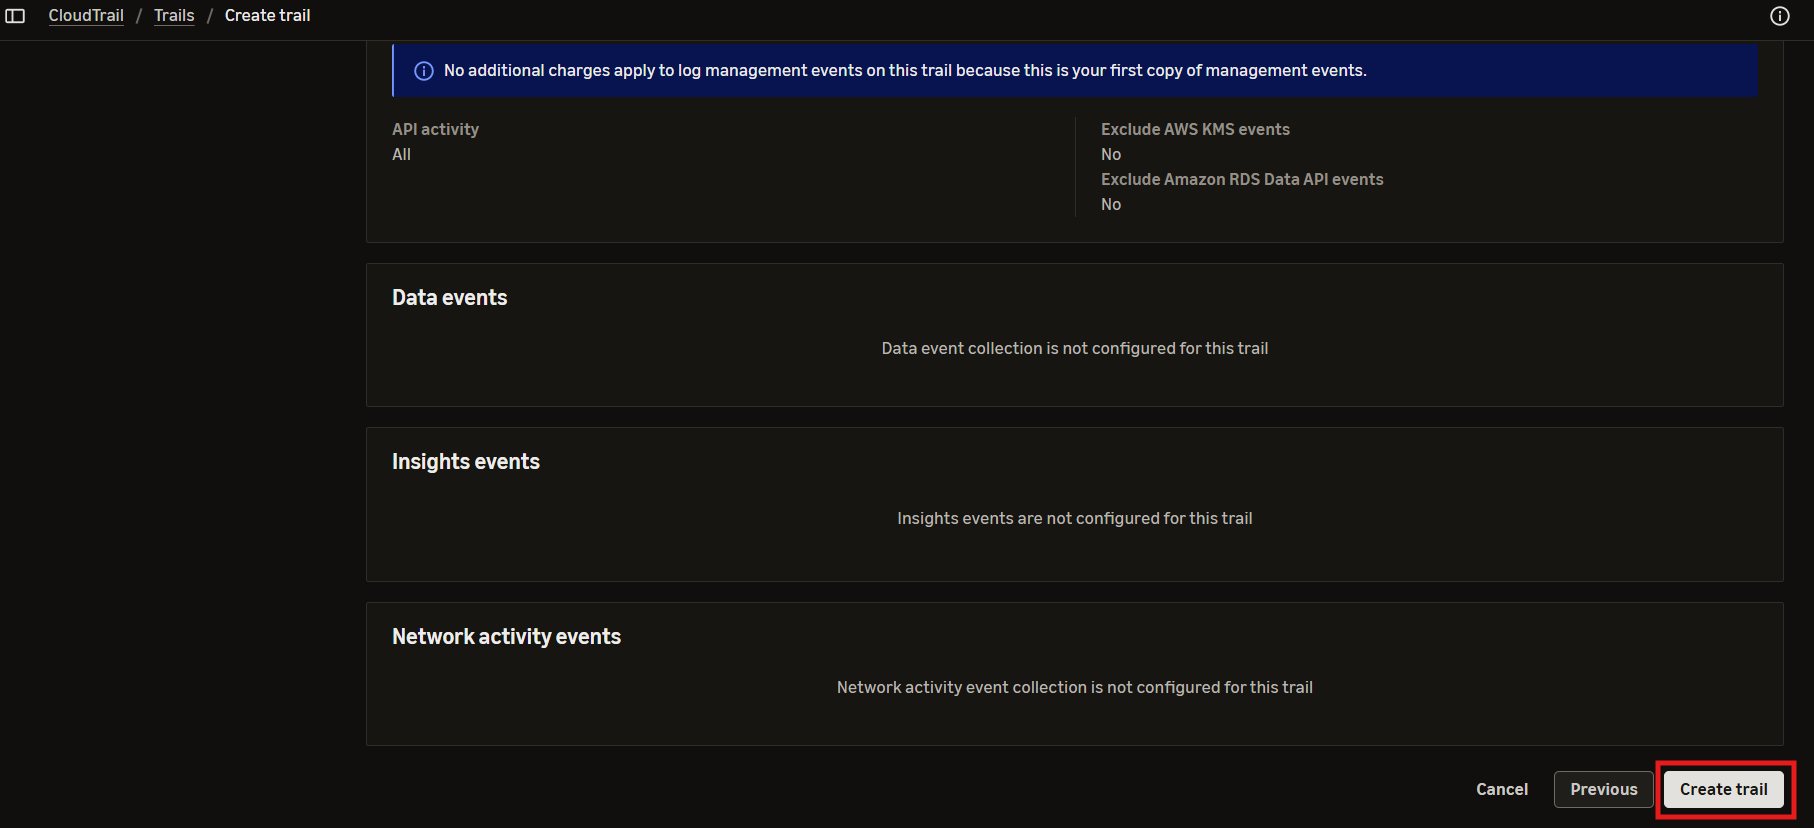 CloudTrail / Trails / Create trail
No additional charges apply to log management events on this trail because this is your first copy of management events.
API activity
All
Exclude AWS KMS events
No
Exclude Amazon RDS Data API events
No
Data events
Data event collection is not configured for this trail
Insights events
Insights events are not configured for this trail
Network activity events
Network activity event collection is not configured for this trail
Cancel Previous Create trail